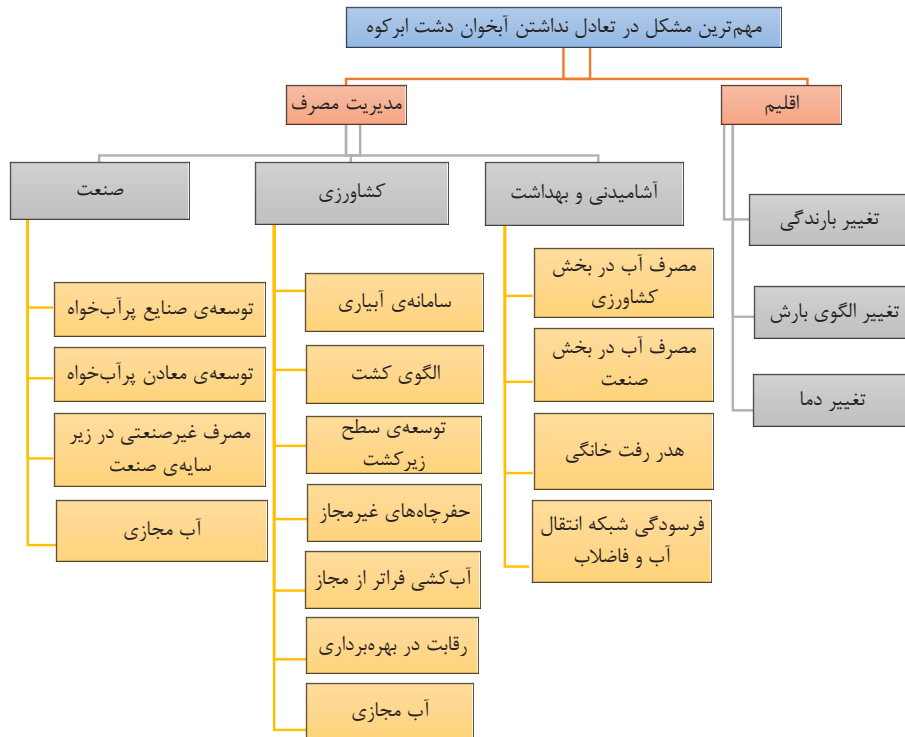 مهم‌ترین مشکل در تعادل نداشتن آبخوان دشت ابرکوه
اقلیم
مدیریت مصرف
تغییر بارندگی
تغییر الگوی بارش
تغییر دما
آشامیدنی و بهداشت
مصرف آب در بخش
کشاورزی
مصرف آب در بخش
صنعت
هدر رفت خانگی
فرسودگی شبکه انتقال
آب و فاضلاب
کشاورزی
سامانه‌ی آبیاری
الگوی کشت
توسعه‌ی سطح
زیرکشت
حفرچاه‌های غیرمجاز
آب‌کشی فراتر از مجاز
رقابت در بهره‌برداری
آب مجازی
صنعت
توسعه‌ی صنایع پرآب‌خواه
توسعه‌ی معادن پرآب‌خواه
مصرف غیرصنعتی در زیر
سایه‌ی صنعت
آب مجازی